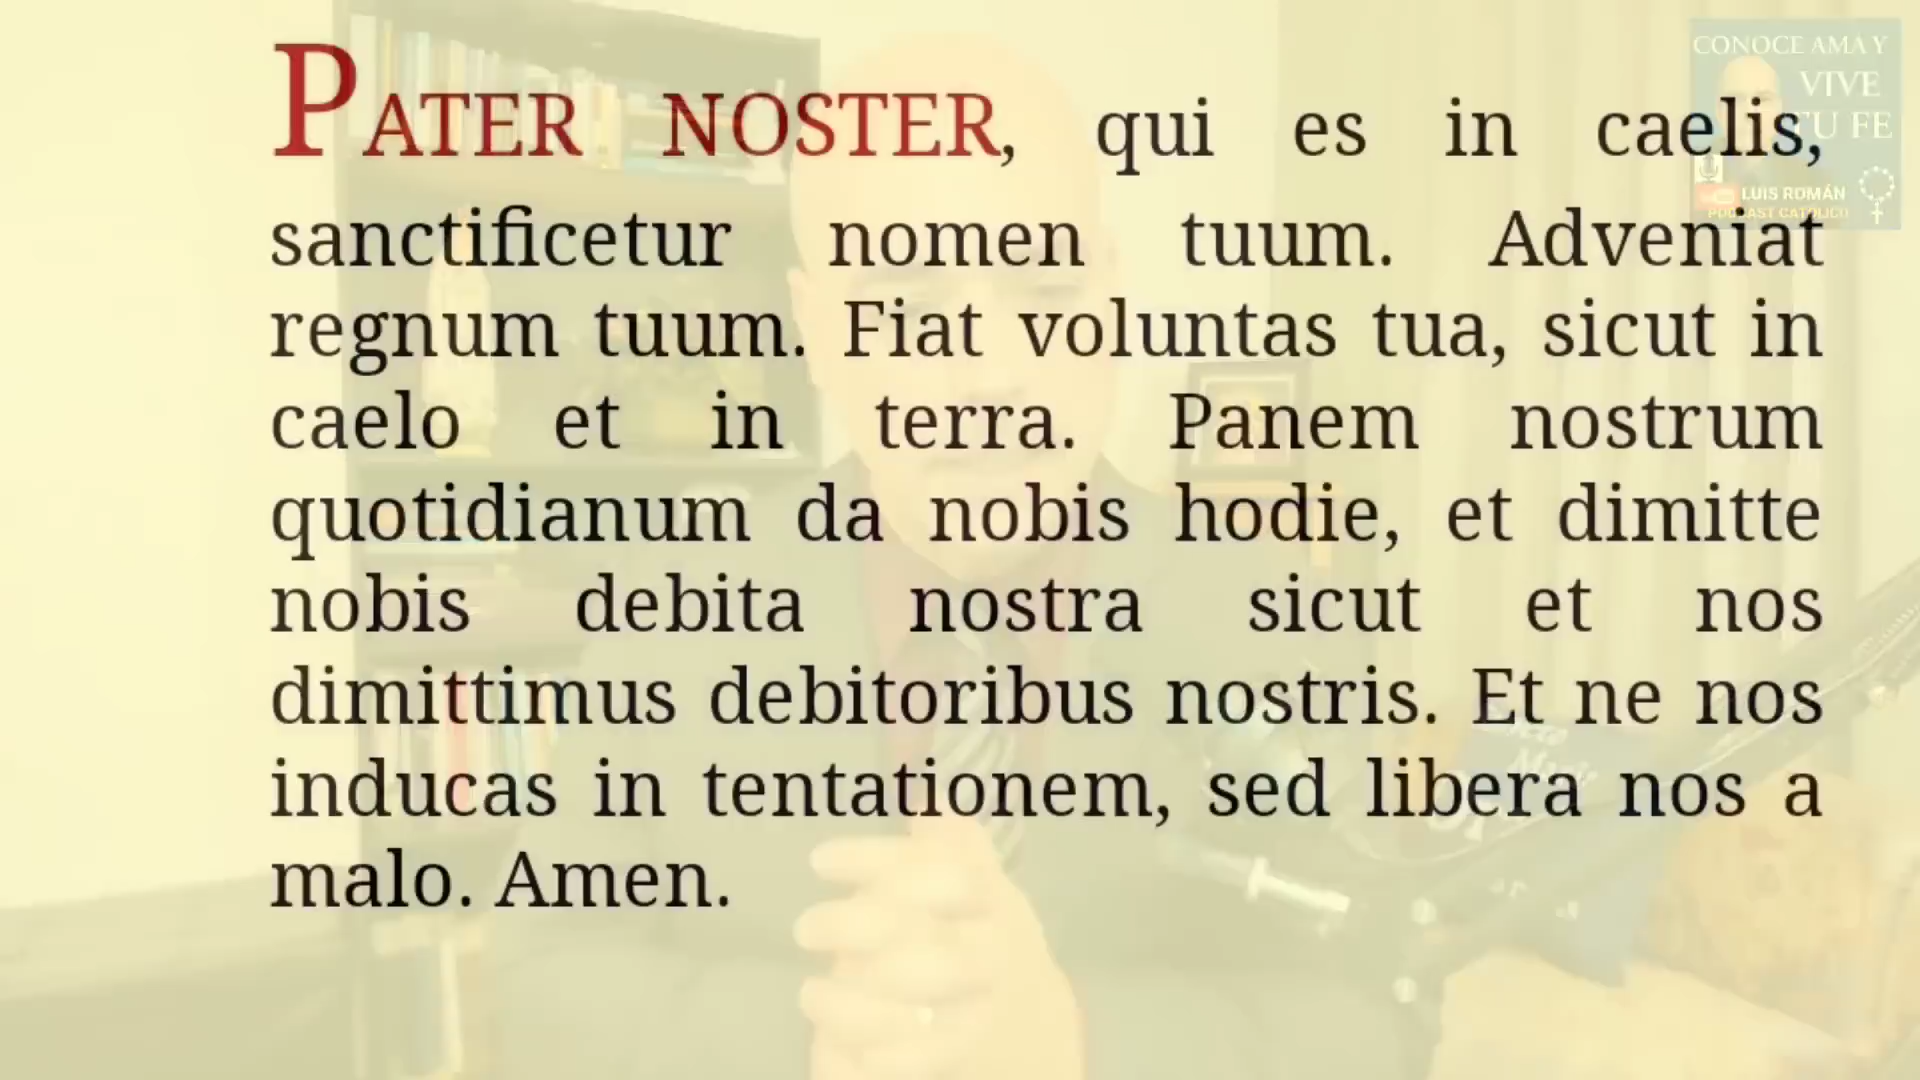 PATER NOSTER, qui es in caelis,
sanctificetur nomen tuum. Adveniat
regnum tuum. Fiat voluntas tua, sicut in
caelo et in terra. Panem nostrum
quotidianum da nobis hodie, et dimitte
nobis debita nostra sicut et nos
dimittimus debitoribus nostris. Et ne nos
inducas in tentationem, sed libera nos a
malo. Amen.
CONOCE AMA Y
VIVE
TU FE
LUIS ROMÁN
PODCAST CATÓLICO